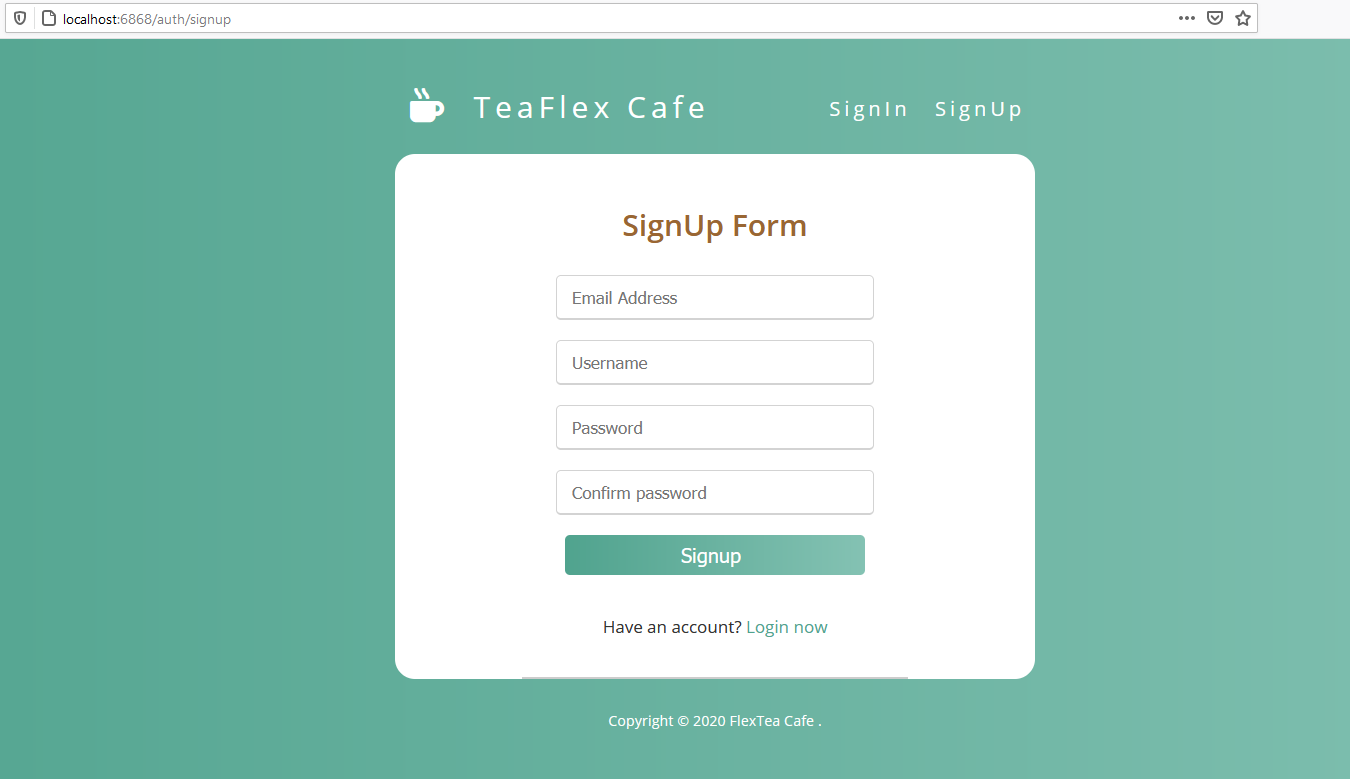 localhost:6868/auth/signup
TeaFlex Cafe SignIn SignUp
SignUp Form
Email Address
Username
Password
Confirm password
Signup
Have an account? Login now
Copyright © 2020 FlexTea Cafe .